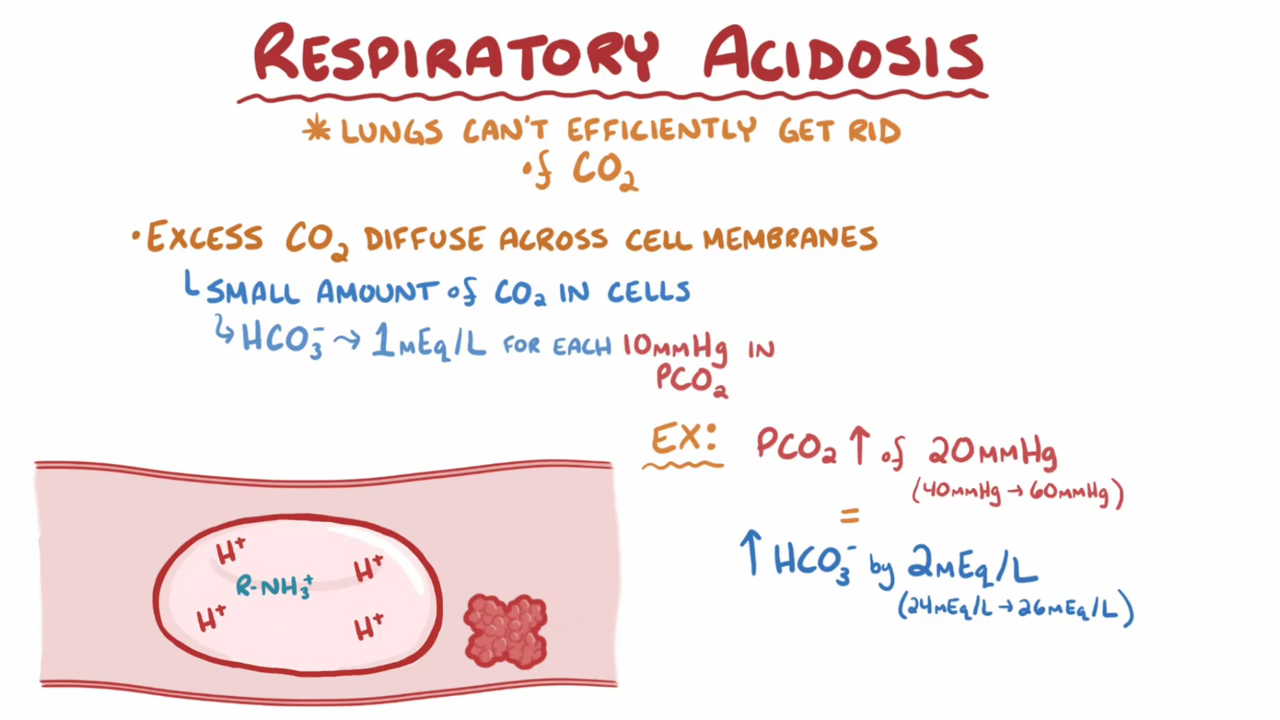 RESPIRATORY ACIDOSIS
* LUNGS CAN'T EFFICIENTLY GET RID
of CO₂
• EXCESS CO₂ DIFFUSE ACROSS CELL MEMBRANES
↳ SMALL AMOUNT of CO₂ IN CELLS
↳ HCO₃⁻ → 1mEq/L FOR EACH 10mmHg IN
PCO₂
EX: PCO₂ ↑ of 20mmHg
(40mmHg → 60mmHg)
=
↑ HCO₃⁻ by 2mEq/L
(24mEq/L → 26mEq/L)
H⁺
R-NH₃⁺
H⁺
H⁺
H⁺